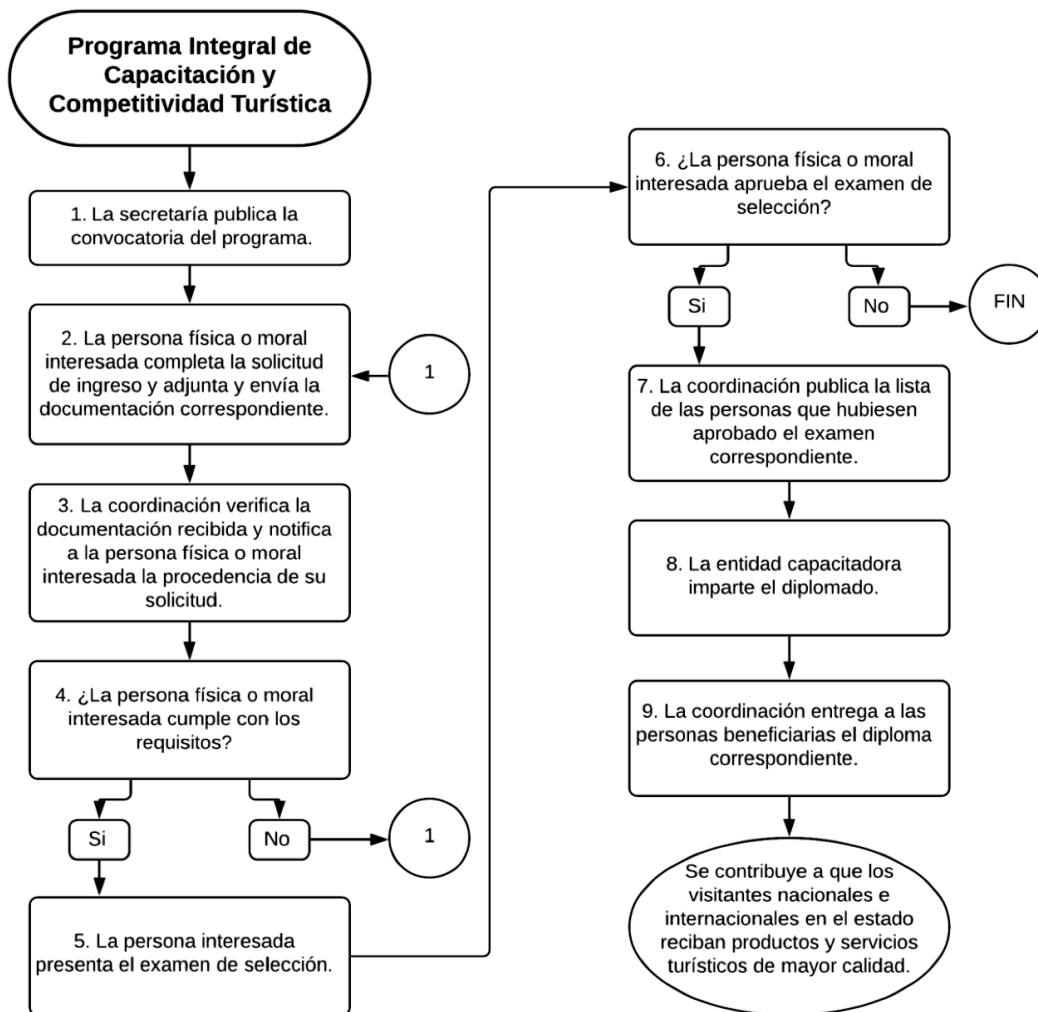 Programa Integral de
Capacitación y
Competitividad Turística
1. La secretaría publica la
convocatoria del programa.
2. La persona física o moral
interesada completa la solicitud
de ingreso y adjunta y envía la
documentación correspondiente.
1
3. La coordinación verifica la
documentación recibida y notifica
a la persona física o moral
interesada la procedencia de su
solicitud.
4. ¿La persona física o moral
interesada cumple con los
requisitos?
Si
No
1
5. La persona interesada
presenta el examen de selección.
6. ¿La persona física o moral
interesada aprueba el examen de
selección?
Si
No
FIN
7. La coordinación publica la lista
de las personas que hubiesen
aprobado el examen
correspondiente.
8. La entidad capacitadora
imparte el diplomado.
9. La coordinación entrega a las
personas beneficiarias el diploma
correspondiente.
Se contribuye a que los
visitantes nacionales e
internacionales en el estado
reciban productos y servicios
turísticos de mayor calidad.